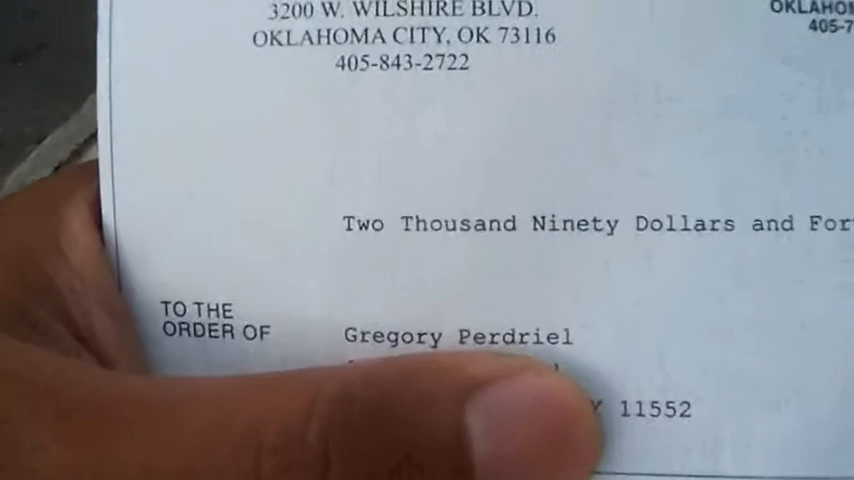 3200 W. WILSHIRE BLVD.
OKLAHOMA CITY, OK 73116
405-843-2722
Two Thousand Ninety Dollars and
TO THE
ORDER OF
Gregory Perdriel
11552